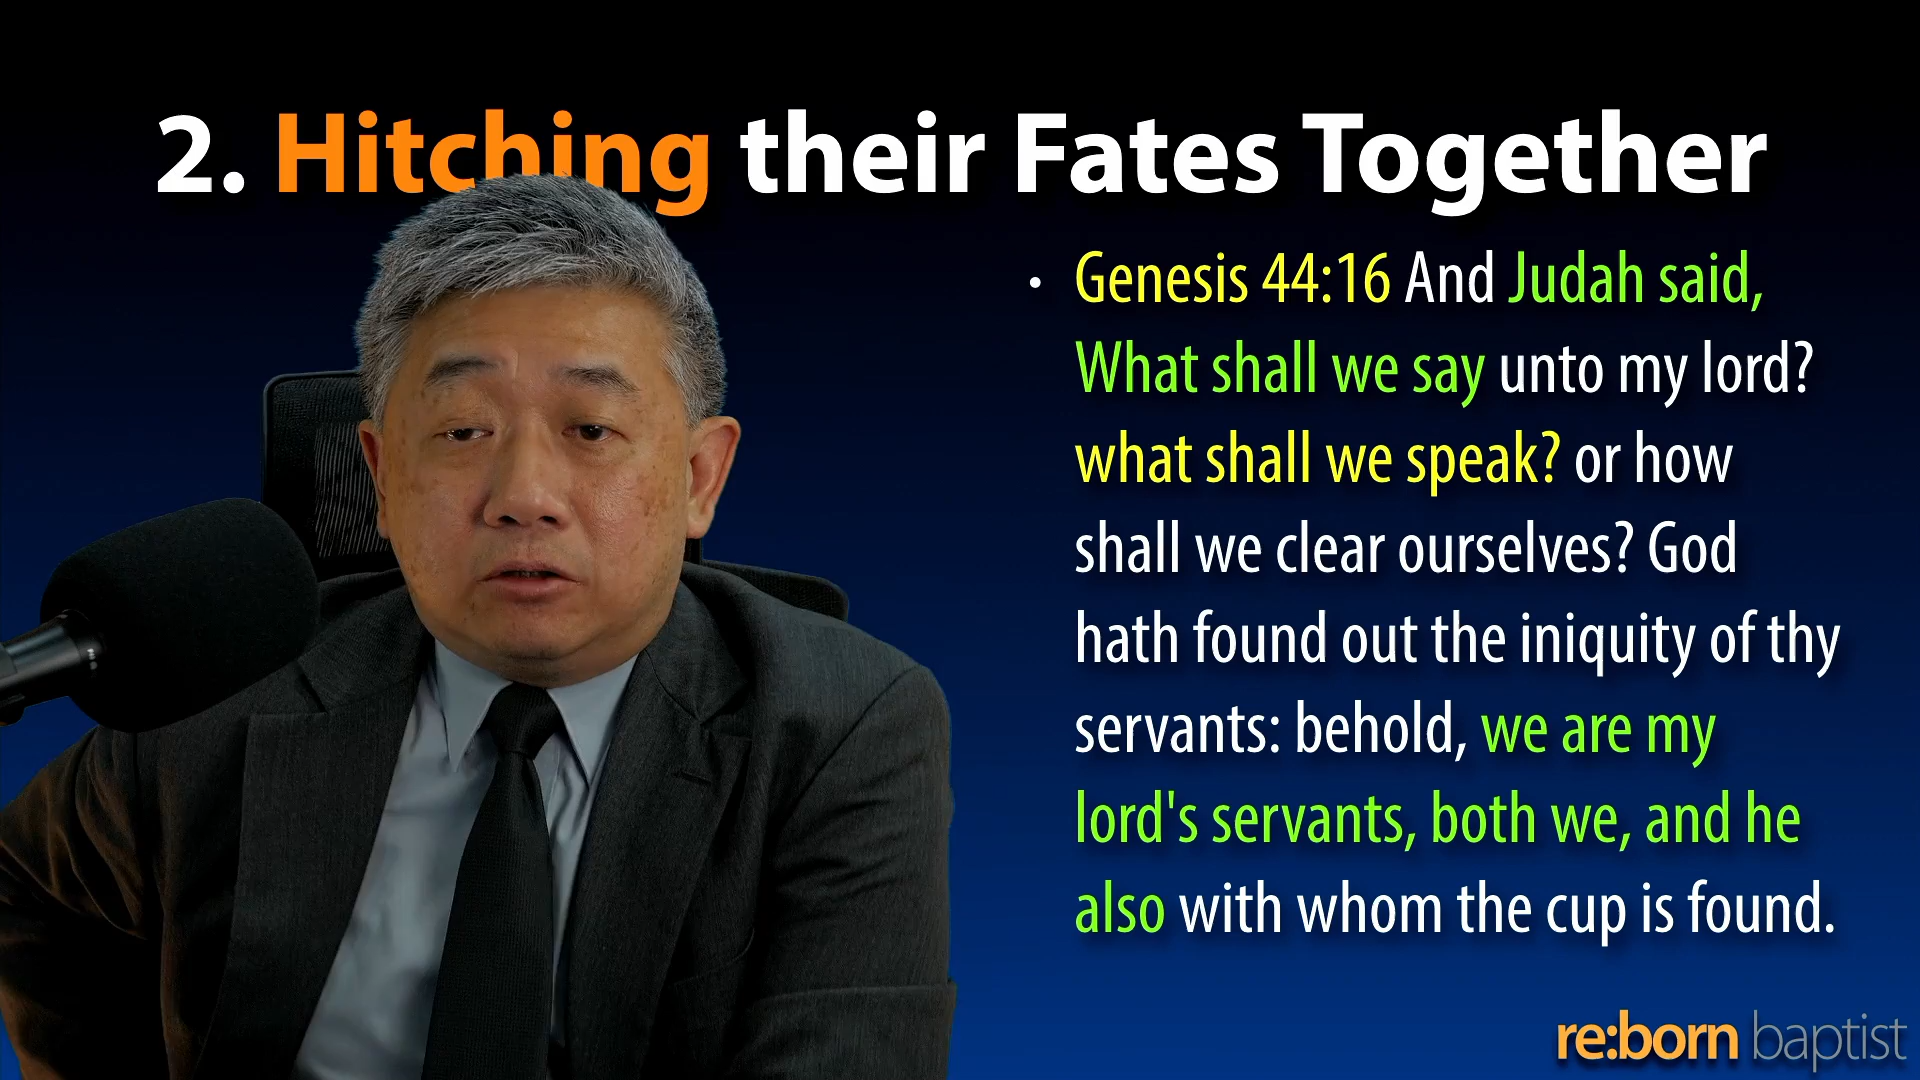 2. Hitching their Fates Together
• Genesis 44:16 And Judah said,
What shall we say unto my lord?
what shall we speak? or how
shall we clear ourselves? God
hath found out the iniquity of thy
servants: behold, we are my
lord's servants, both we, and he
also with whom the cup is found.
re:born baptist